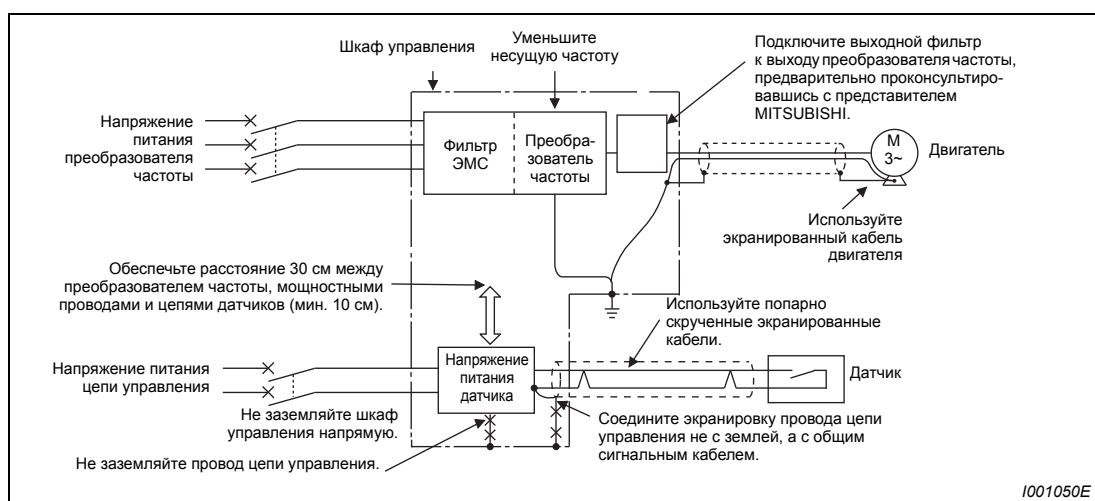 Шкаф управления
Уменьшите
несущую частоту
Подключите выходной фильтр
к выходу преобразователя частоты,
предварительно проконсультиро-
вавшись с представителем
MITSUBISHI.
Напряжение
питания
преобразователя
частоты
Фильтр
ЭМС
Преобра-
зователь
частоты
M
3~
Двигатель
Используйте
экранированный кабель
двигателя
Обеспечьте расстояние 30 см между
преобразователем частоты, мощностными
проводами и цепями датчиков (мин. 10 см).
Используйте попарно
скрученные экранированные
кабели.
Напряжение питания
цепи управления
Напряжение
питания
датчика
Датчик
Не заземляйте шкаф
управления напрямую.
Соедините экранировку провода цепи
управления не с землей, а с общим
сигнальным кабелем.
Не заземляйте провод цепи управления.
I001050E